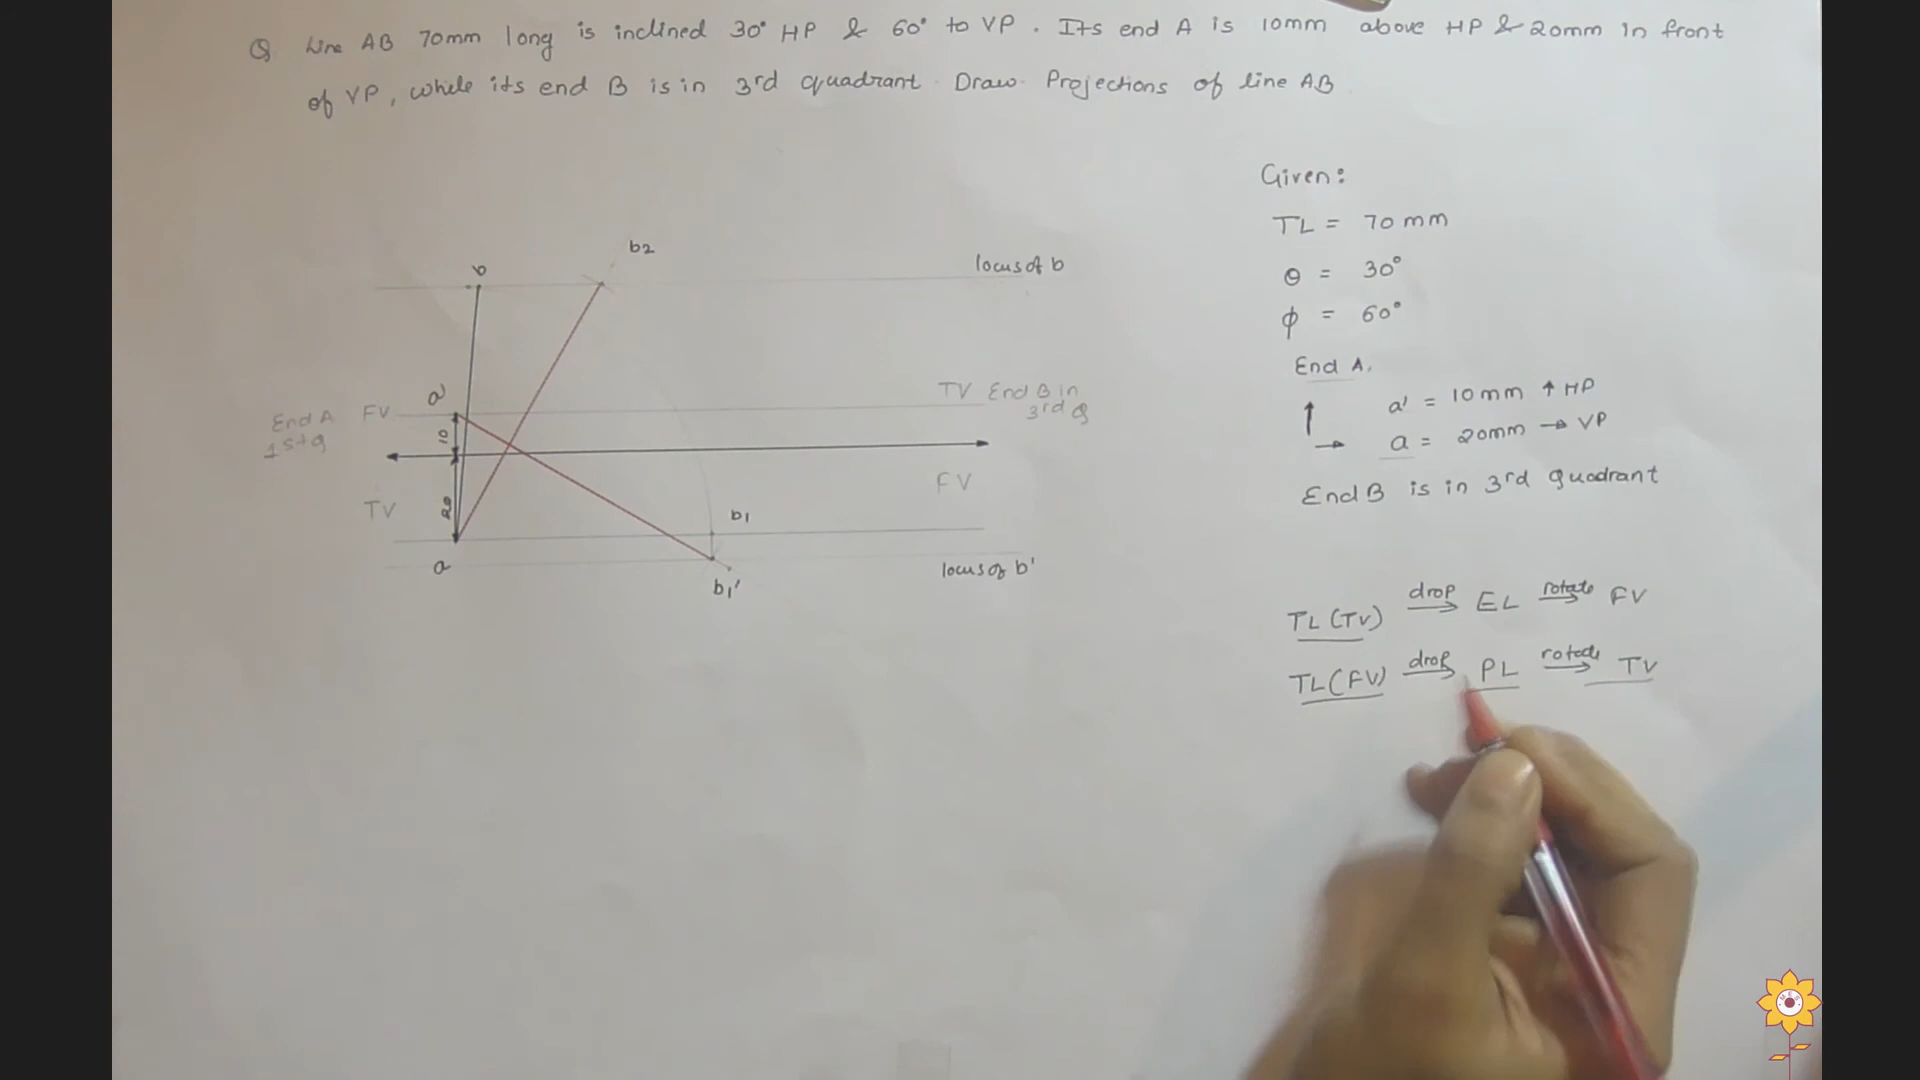 Q Line AB 70mm long is inclined 30° HP & 60° to VP. Its end A is 10mm above HP & 20mm in front
of VP, while its end B is in 3rd quadrant. Draw Projections of line AB
Given:
TL = 70 mm
θ = 30°
φ = 60°
End A.
a' = 10mm ↑ HP
↑
→ a = 20mm → VP
End B is in 3rd quadrant
TL (TV) drop → EL rotate → FV
TL (FV) drop → PL rotate → TV
b2
b
locus of b
a'
End A FV
1st q
TV End B in
3rd Q
10
TV
20
FV
b1
a
b1'
locus of b'